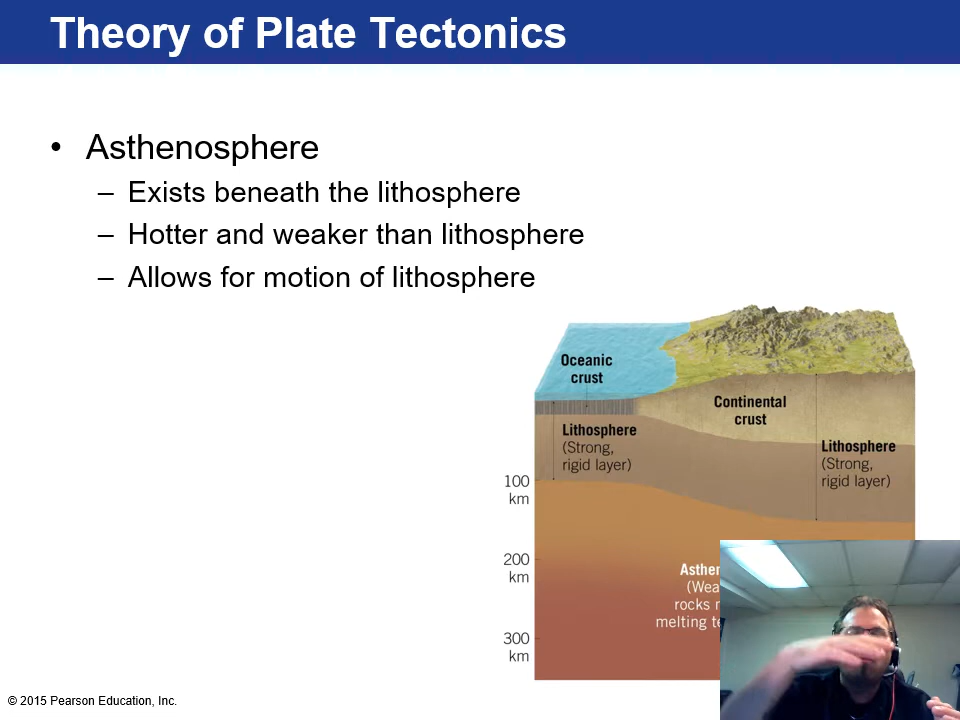 Theory of Plate Tectonics
• Asthenosphere
– Exists beneath the lithosphere
– Hotter and weaker than lithosphere
– Allows for motion of lithosphere
Oceanic
crust
Continental
crust
Lithosphere
(Strong,
rigid layer)
Lithosphere
(Strong,
rigid layer)
100
km
200
km
300
km
rocks
melting
© 2015 Pearson Education, Inc.